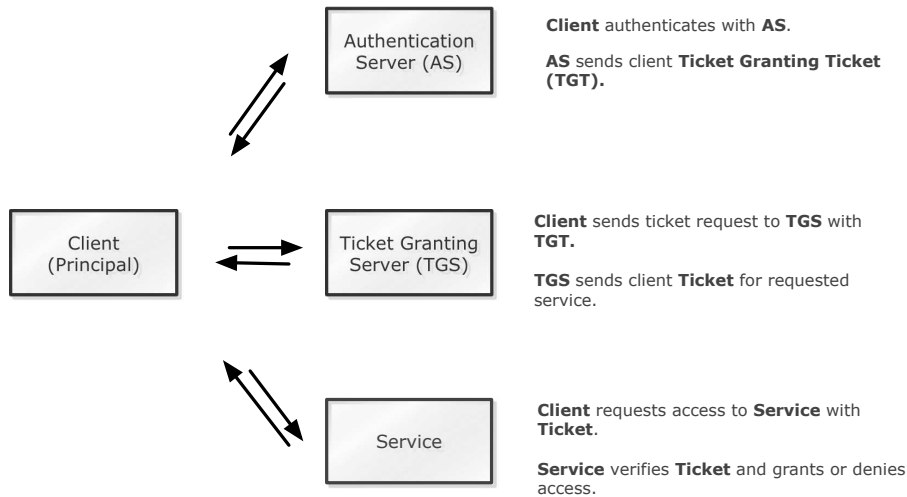 Authentication
Server (AS)
Client authenticates with AS.
AS sends client Ticket Granting Ticket
(TGT).
Client
(Principal)
Ticket Granting
Server (TGS)
Client sends ticket request to TGS with
TGT.
TGS sends client Ticket for requested
service.
Service
Client requests access to Service with
Ticket.
Service verifies Ticket and grants or denies
access.